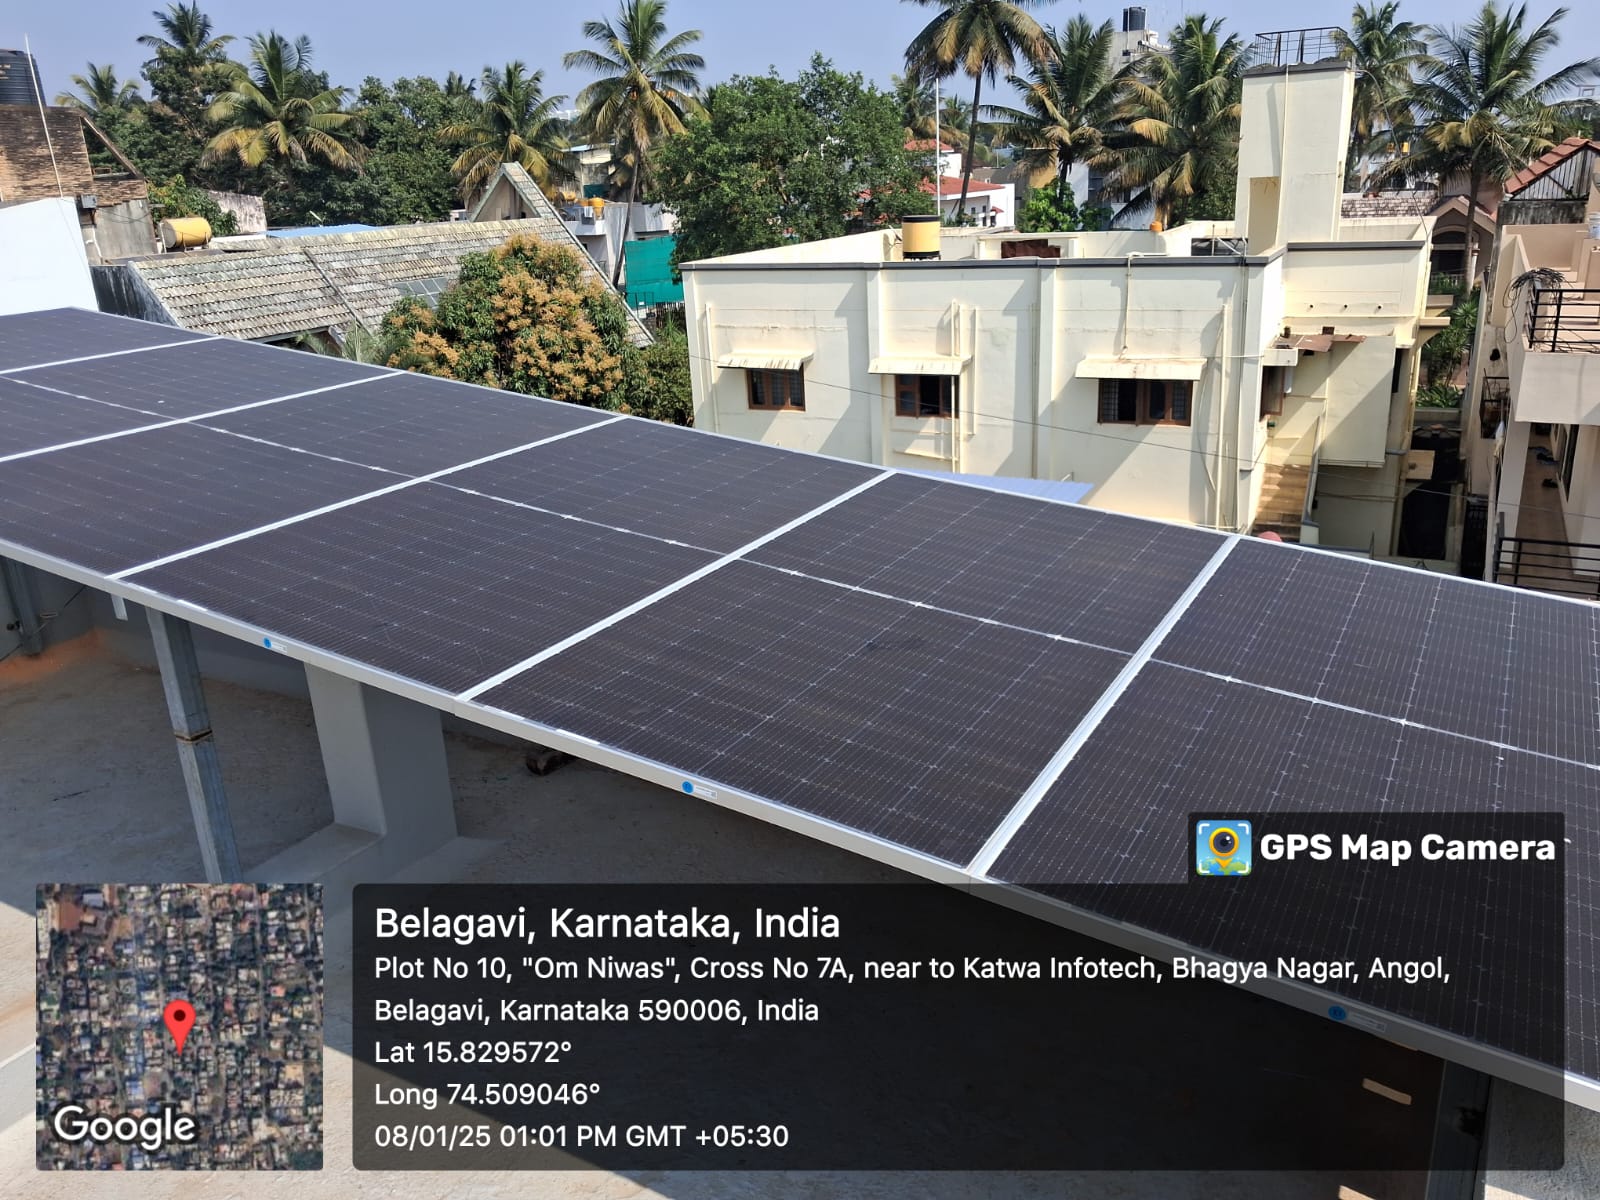 GPS Map Camera
Belagavi, Karnataka, India
Plot No 10, "Om Niwas", Cross No 7A, near to Katwa Infotech, Bhagya Nagar, Angol,
Belagavi, Karnataka 590006, India
Lat 15.829572°
Long 74.509046°
08/01/25 01:01 PM GMT +05:30
Google